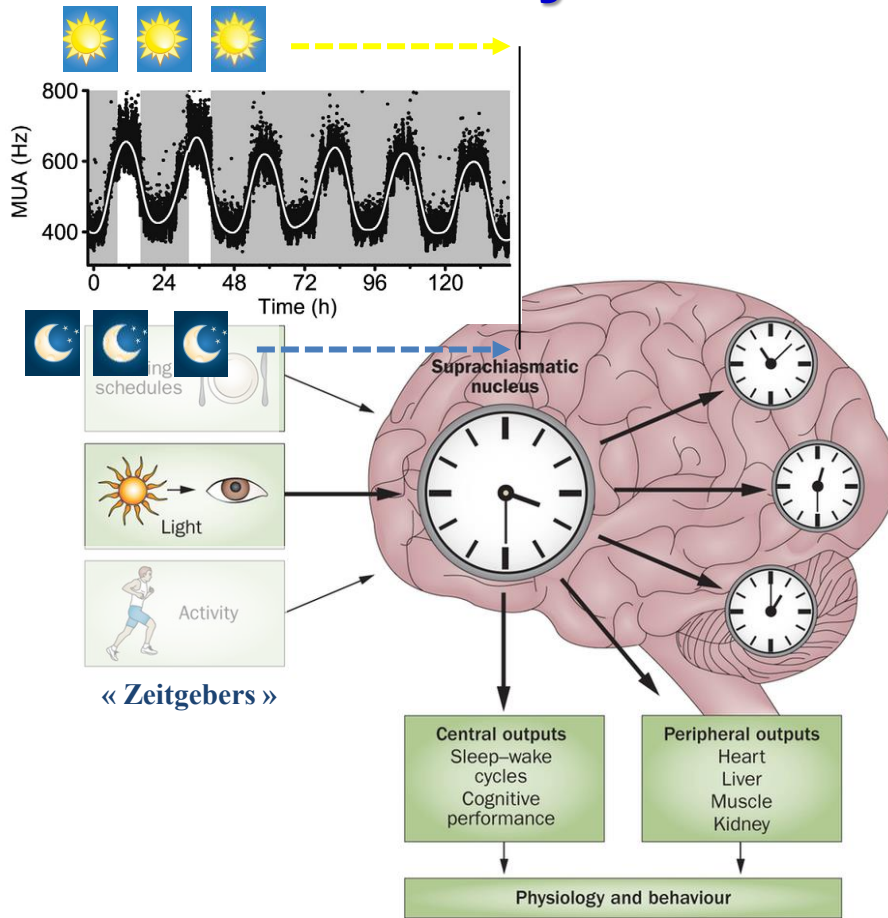 800
600
400
MUA (Hz)
0 24 48 72 96 120
Time (h)
schedules
Suprachiasmatic
nucleus
Light
Activity
« Zeitgebers »
Central outputs
Sleep–wake
cycles
Cognitive
performance
Peripheral outputs
Heart
Liver
Muscle
Kidney
Physiology and behaviour